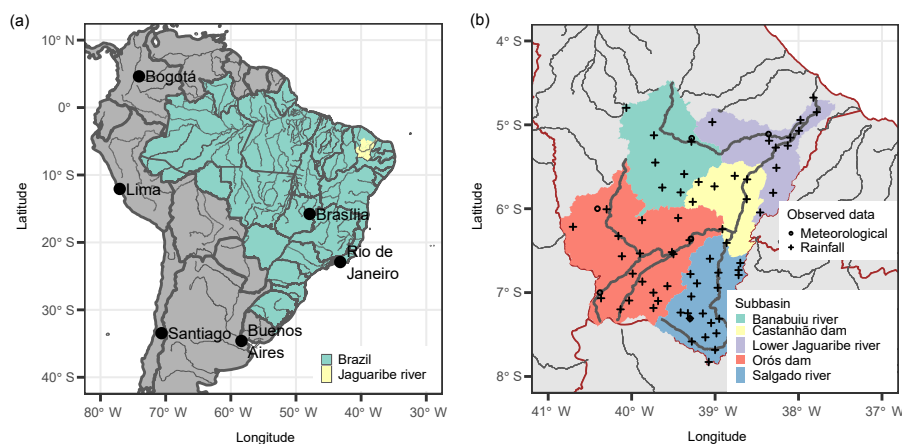 (a)
10° N
0°
10° S
20° S
30° S
40° S
Latitude
80° W
70° W
60° W
50° W
40° W
30° W
Longitude
Bogotá
Lima
Brasília
Rio de
Janeiro
Santiago
Buenos
Aires
Brazil
Jaguaribe river
(b)
4° S
5° S
6° S
7° S
8° S
Latitude
41° W
40° W
39° W
38° W
37° W
Longitude
Observed data
Meteorological
Rainfall
Subbasin
Banabuiu river
Castanhão dam
Lower Jaguaribe river
Orós dam
Salgado river